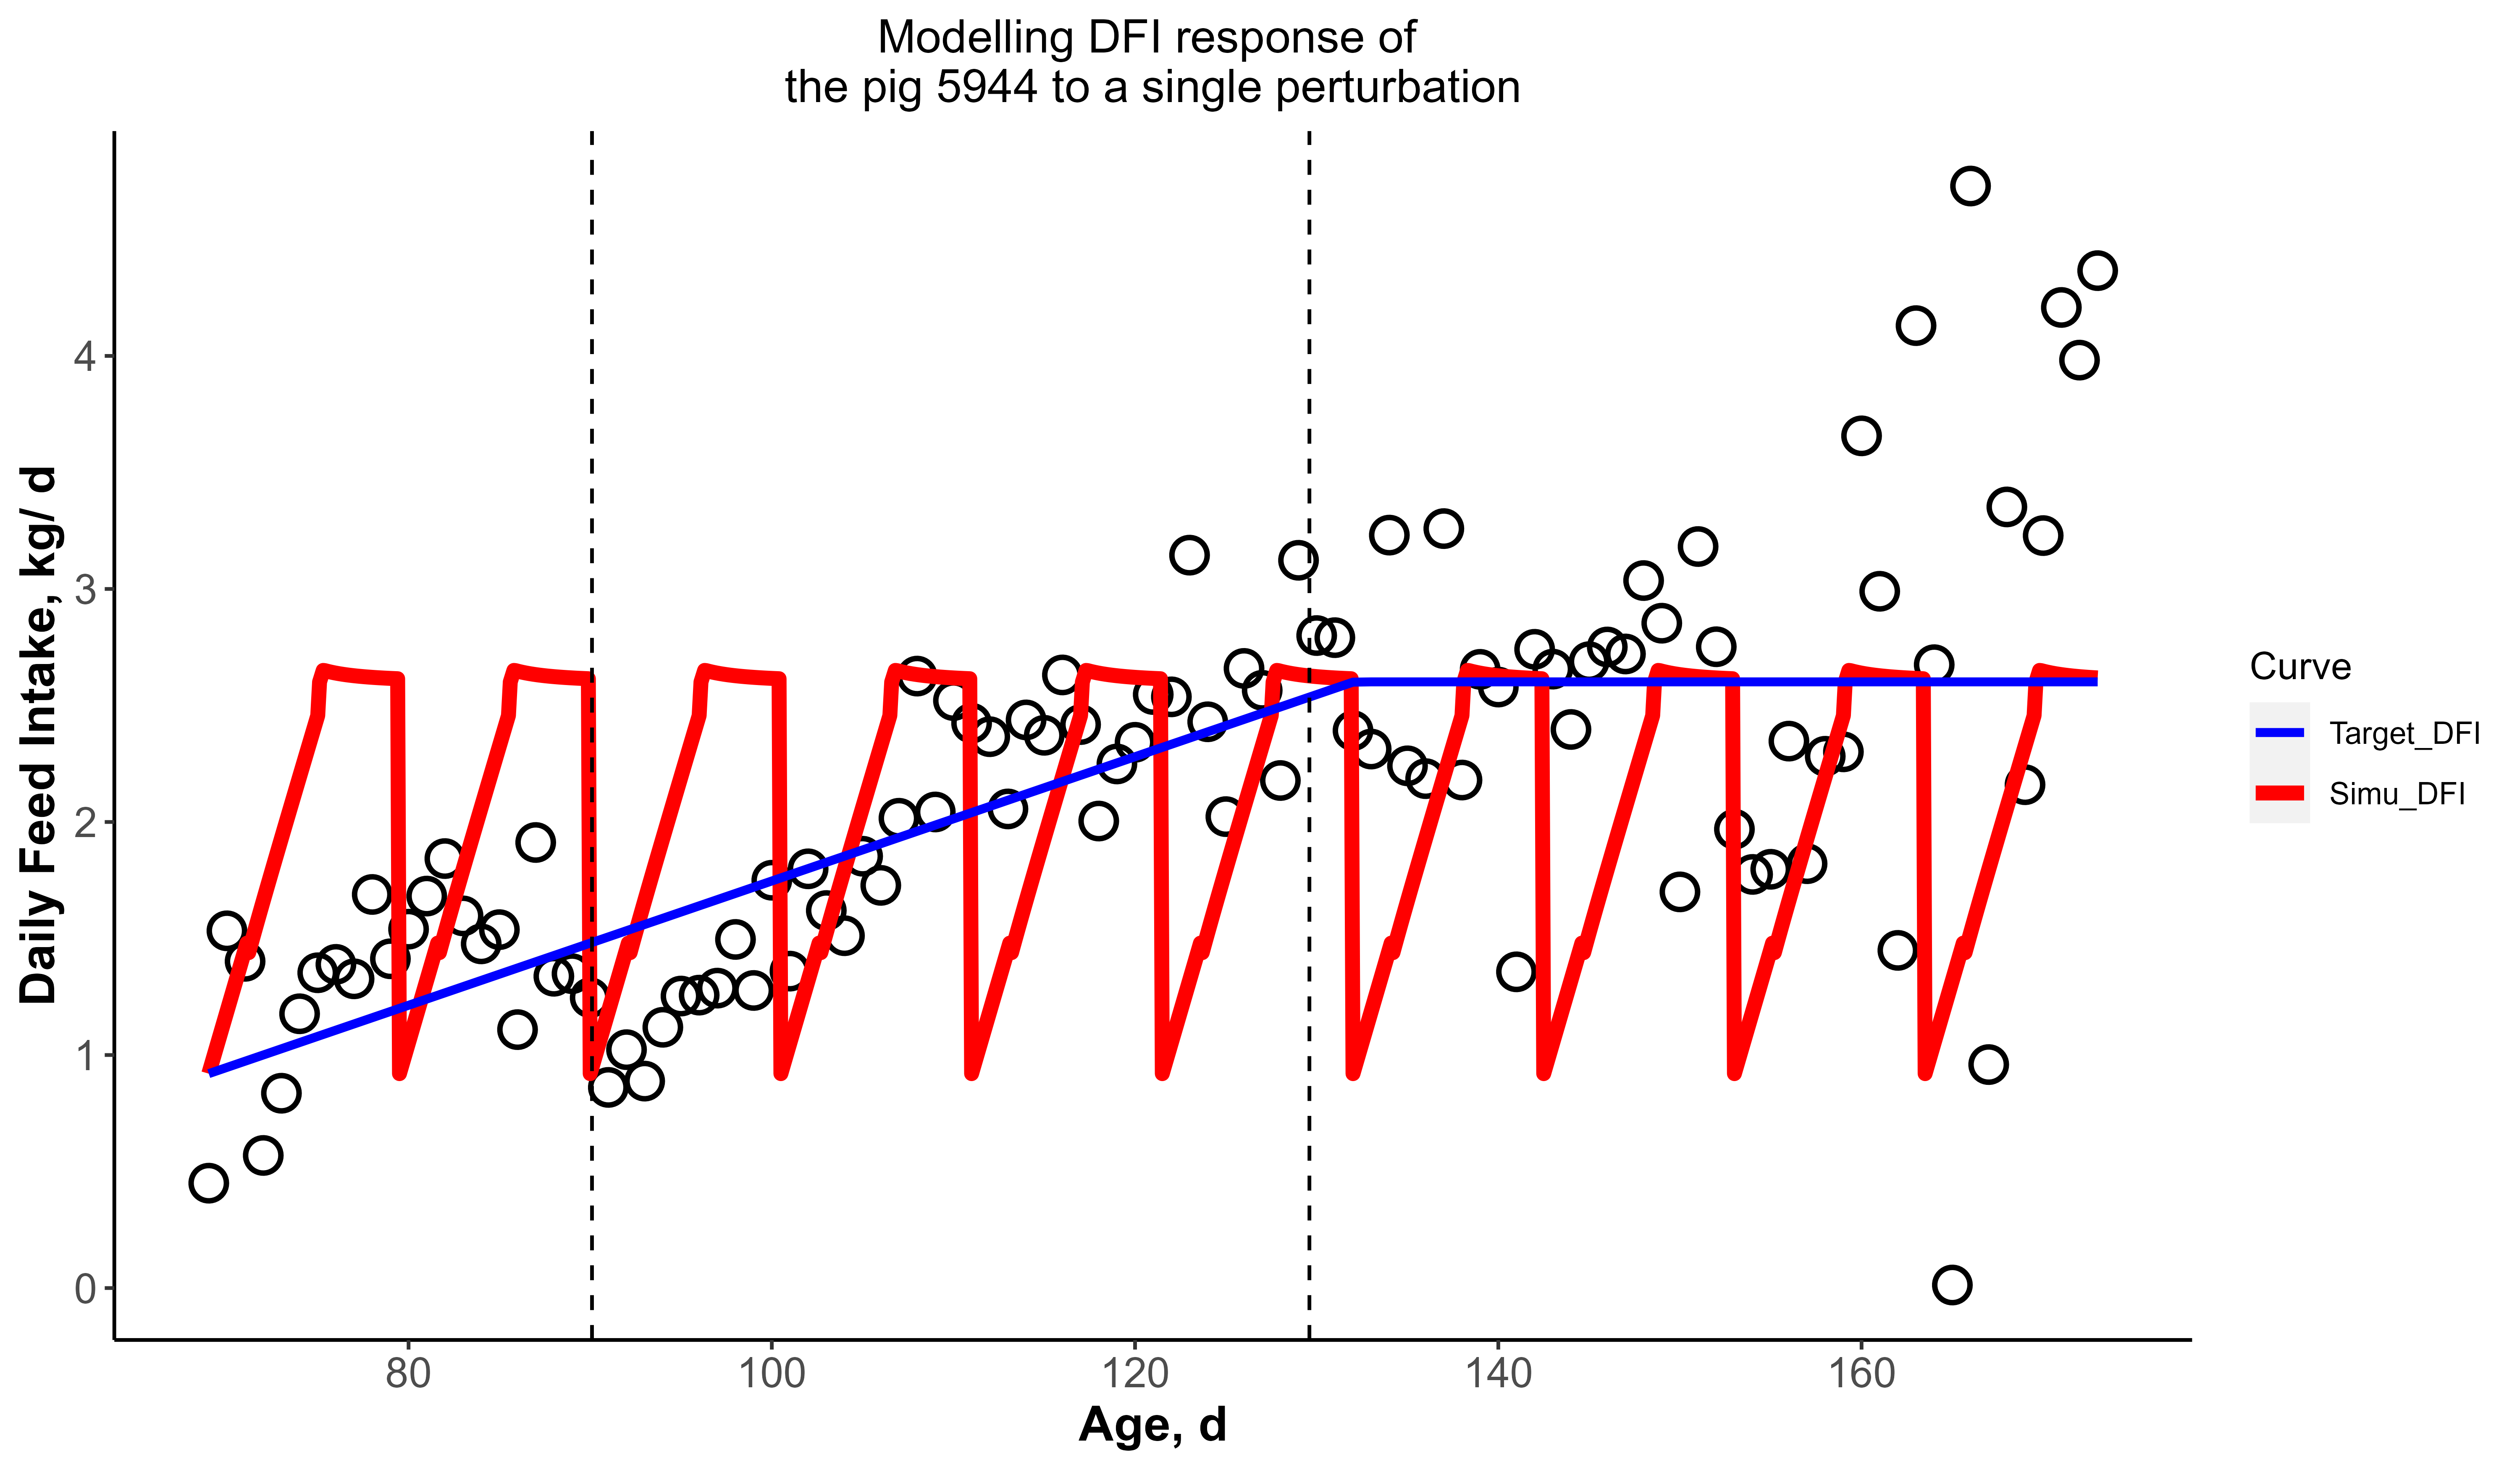 Modelling DFI response of
the pig 5944 to a single perturbation
Daily Feed Intake, kg/ d
4
3
2
1
0
80
100
120
140
160
Age, d
Curve
Target_DFI
Simu_DFI